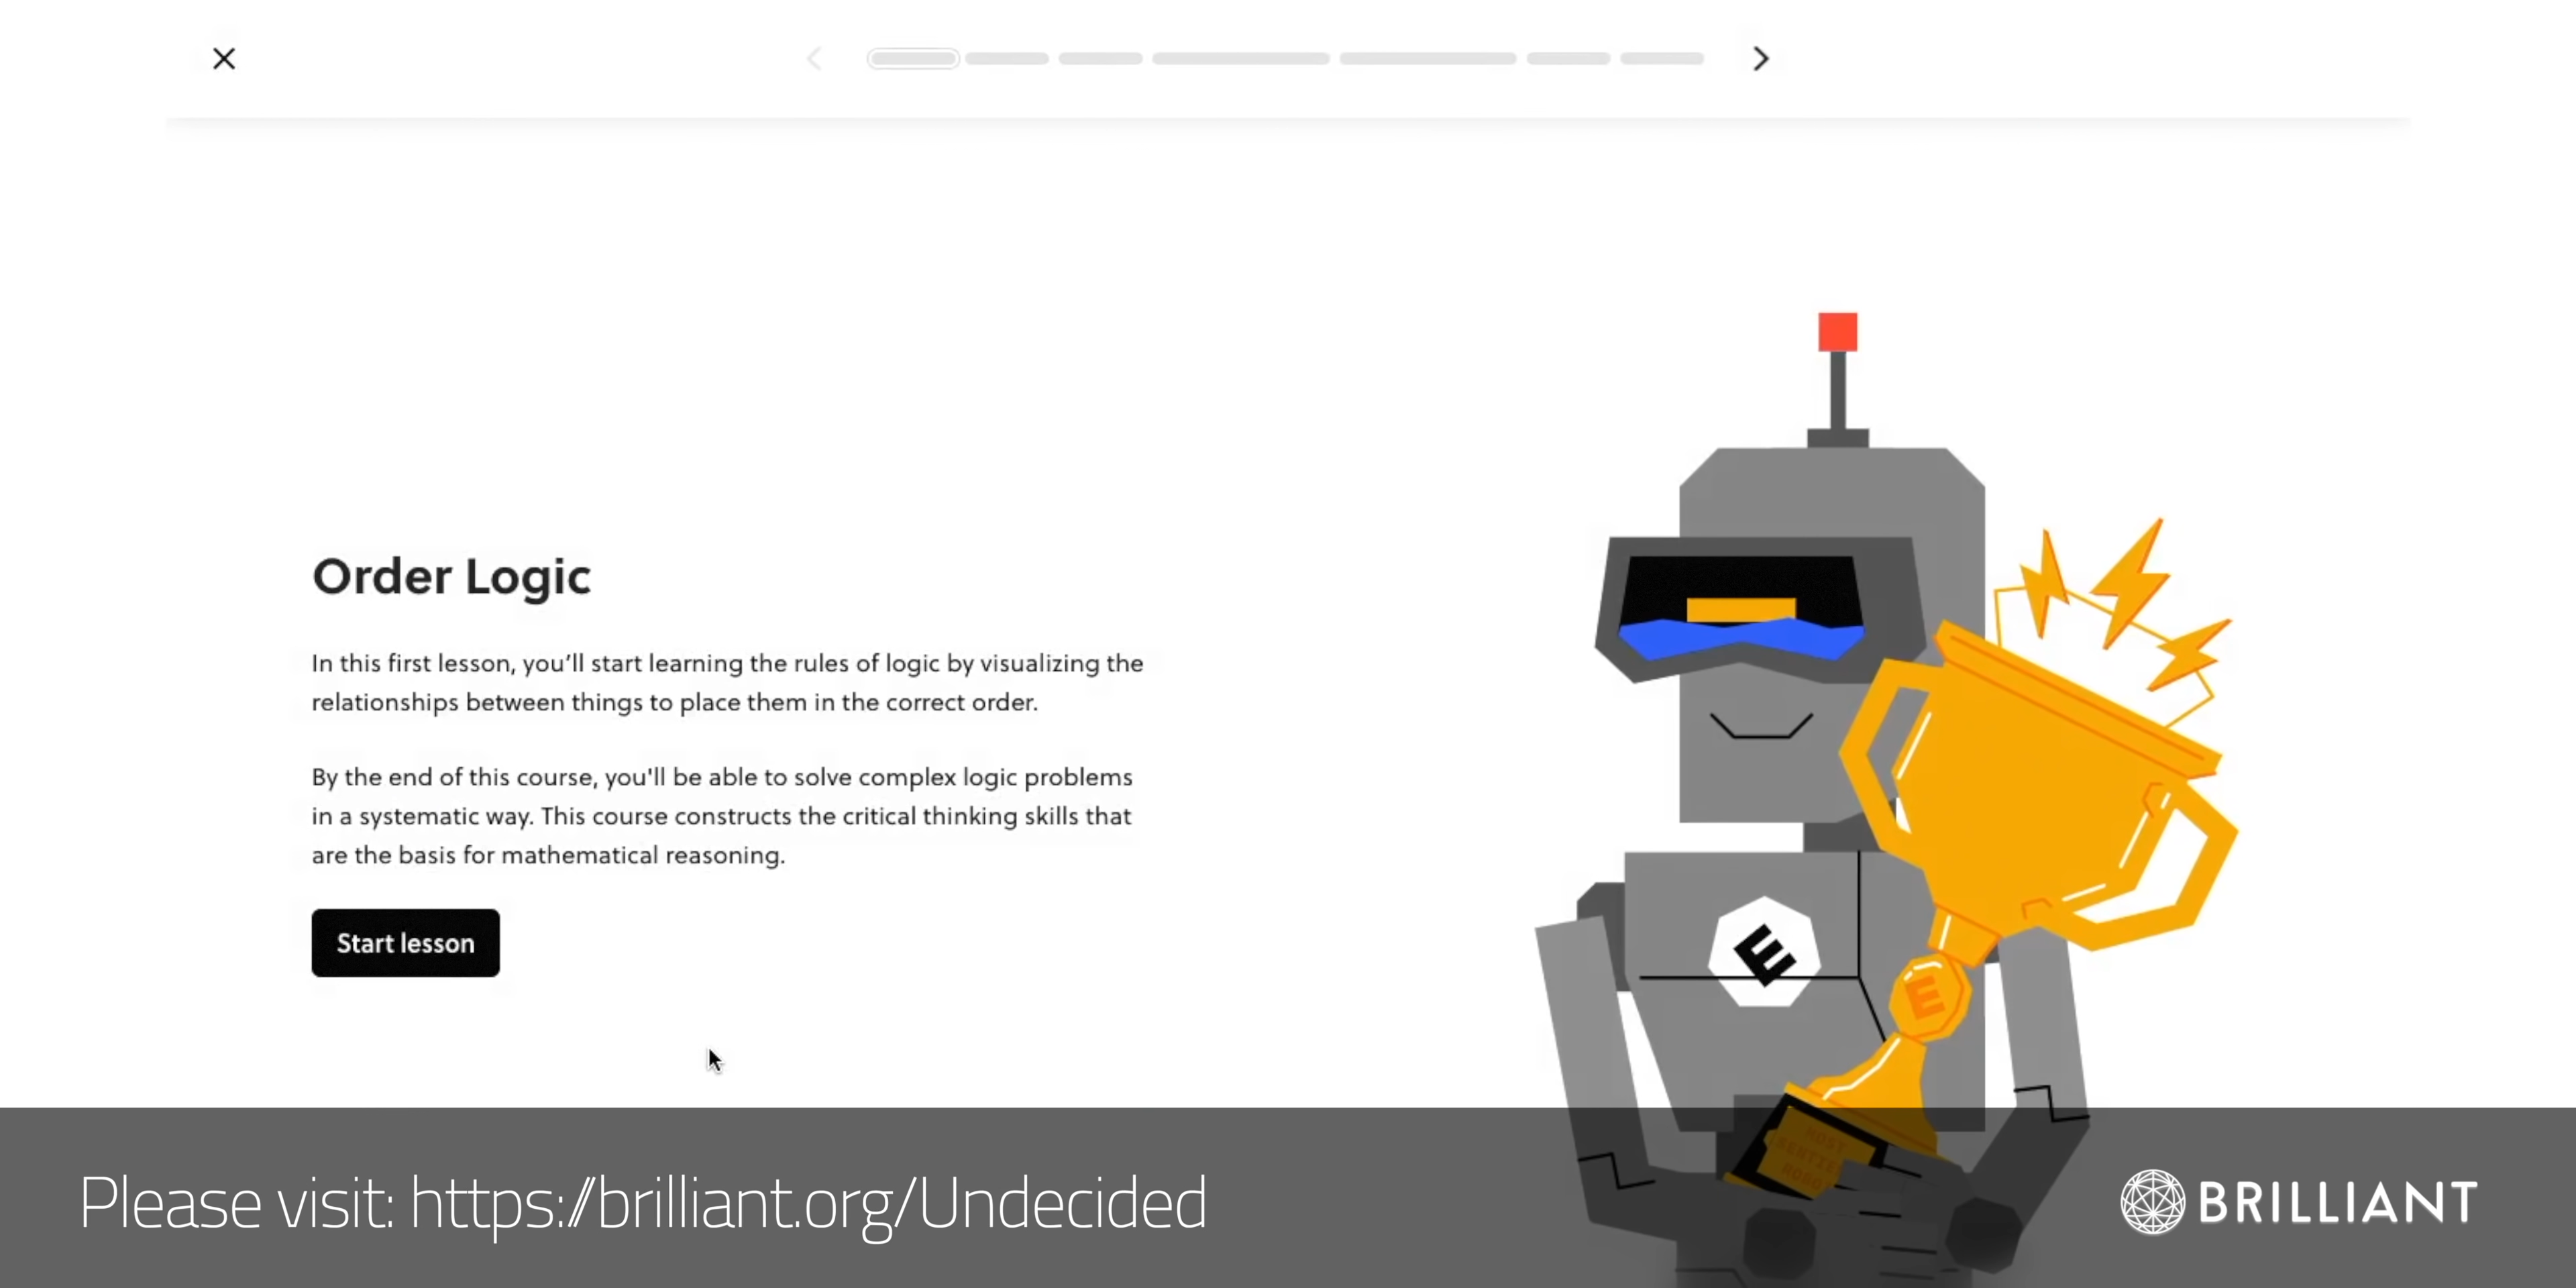 Order Logic
In this first lesson, you’ll start learning the rules of logic by visualizing the
relationships between things to place them in the correct order.
By the end of this course, you'll be able to solve complex logic problems
in a systematic way. This course constructs the critical thinking skills that
are the basis for mathematical reasoning.
Start lesson
E
E
Please visit: https://brilliant.org/Undecided
BRILLIANT